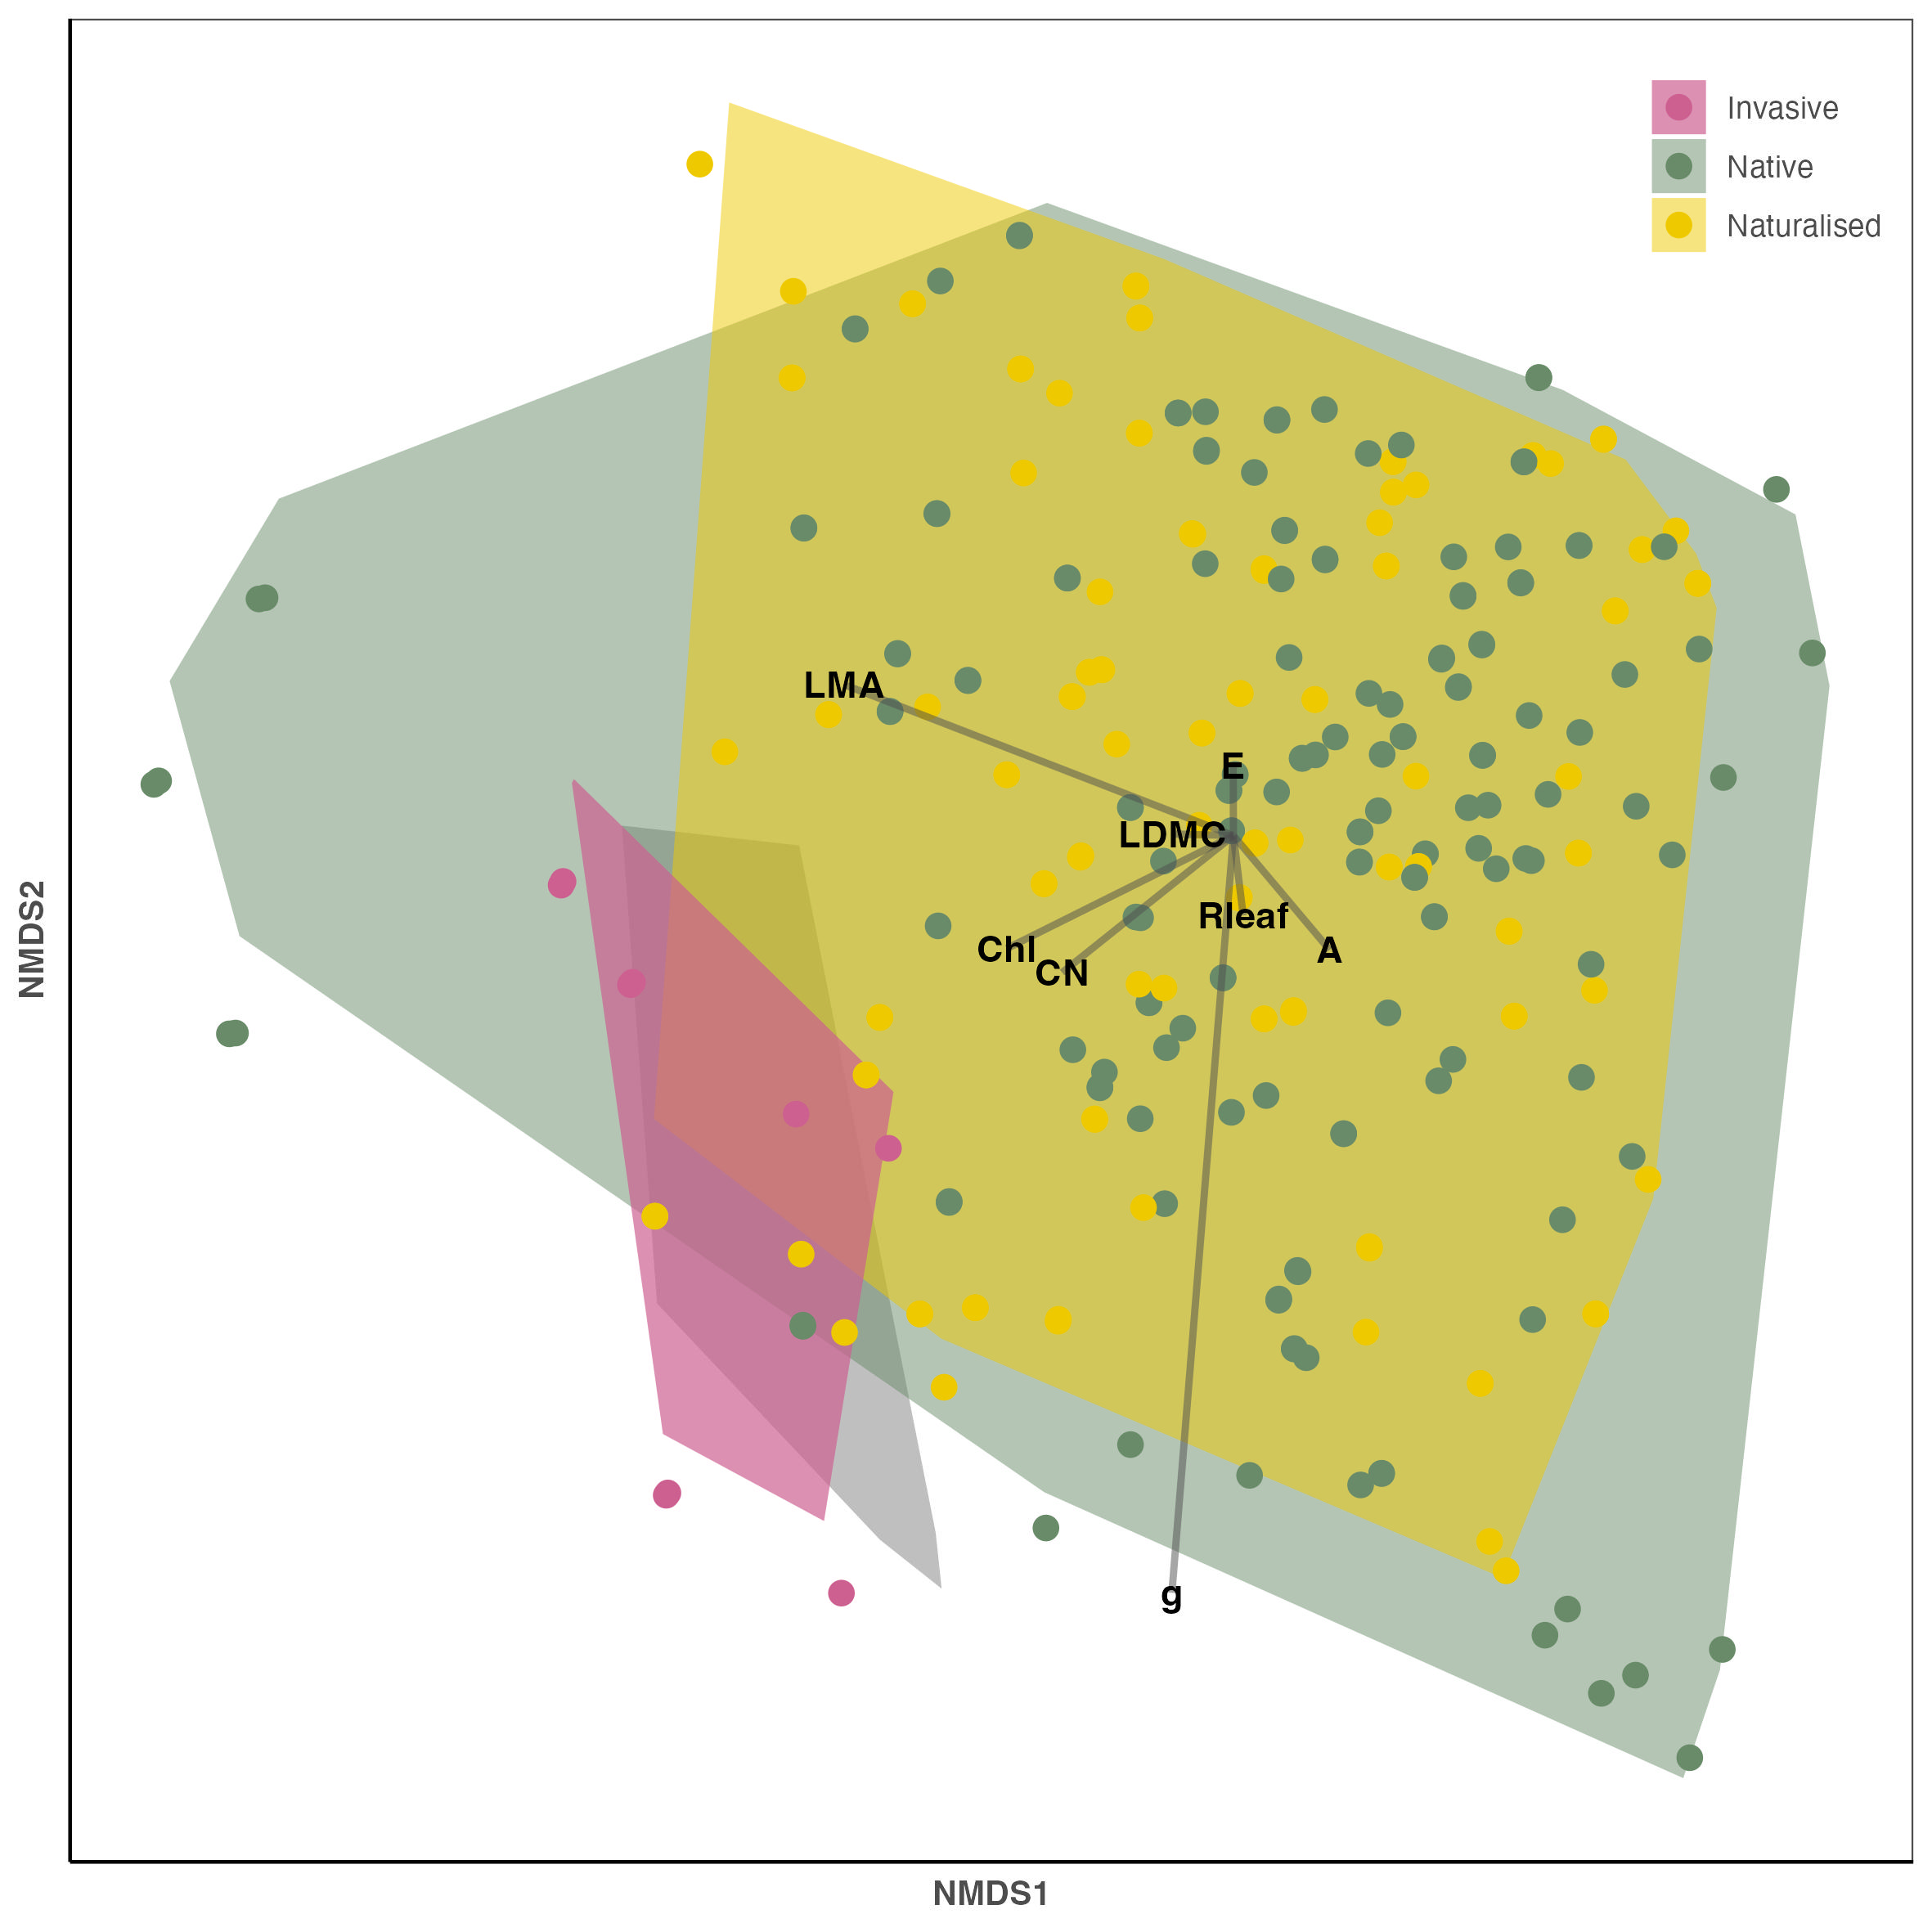 Invasive
Native
Naturalised
LMA
E
LDMC
Rleaf
Chl
CN
A
g
NMDS2
NMDS1